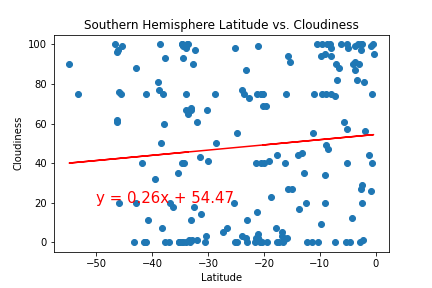 Southern Hemisphere Latitude vs. Cloudiness
100
80
60
40
20
0
Cloudiness
y = 0.26x + 54.47
−50 −40 −30 −20 −10 0
Latitude